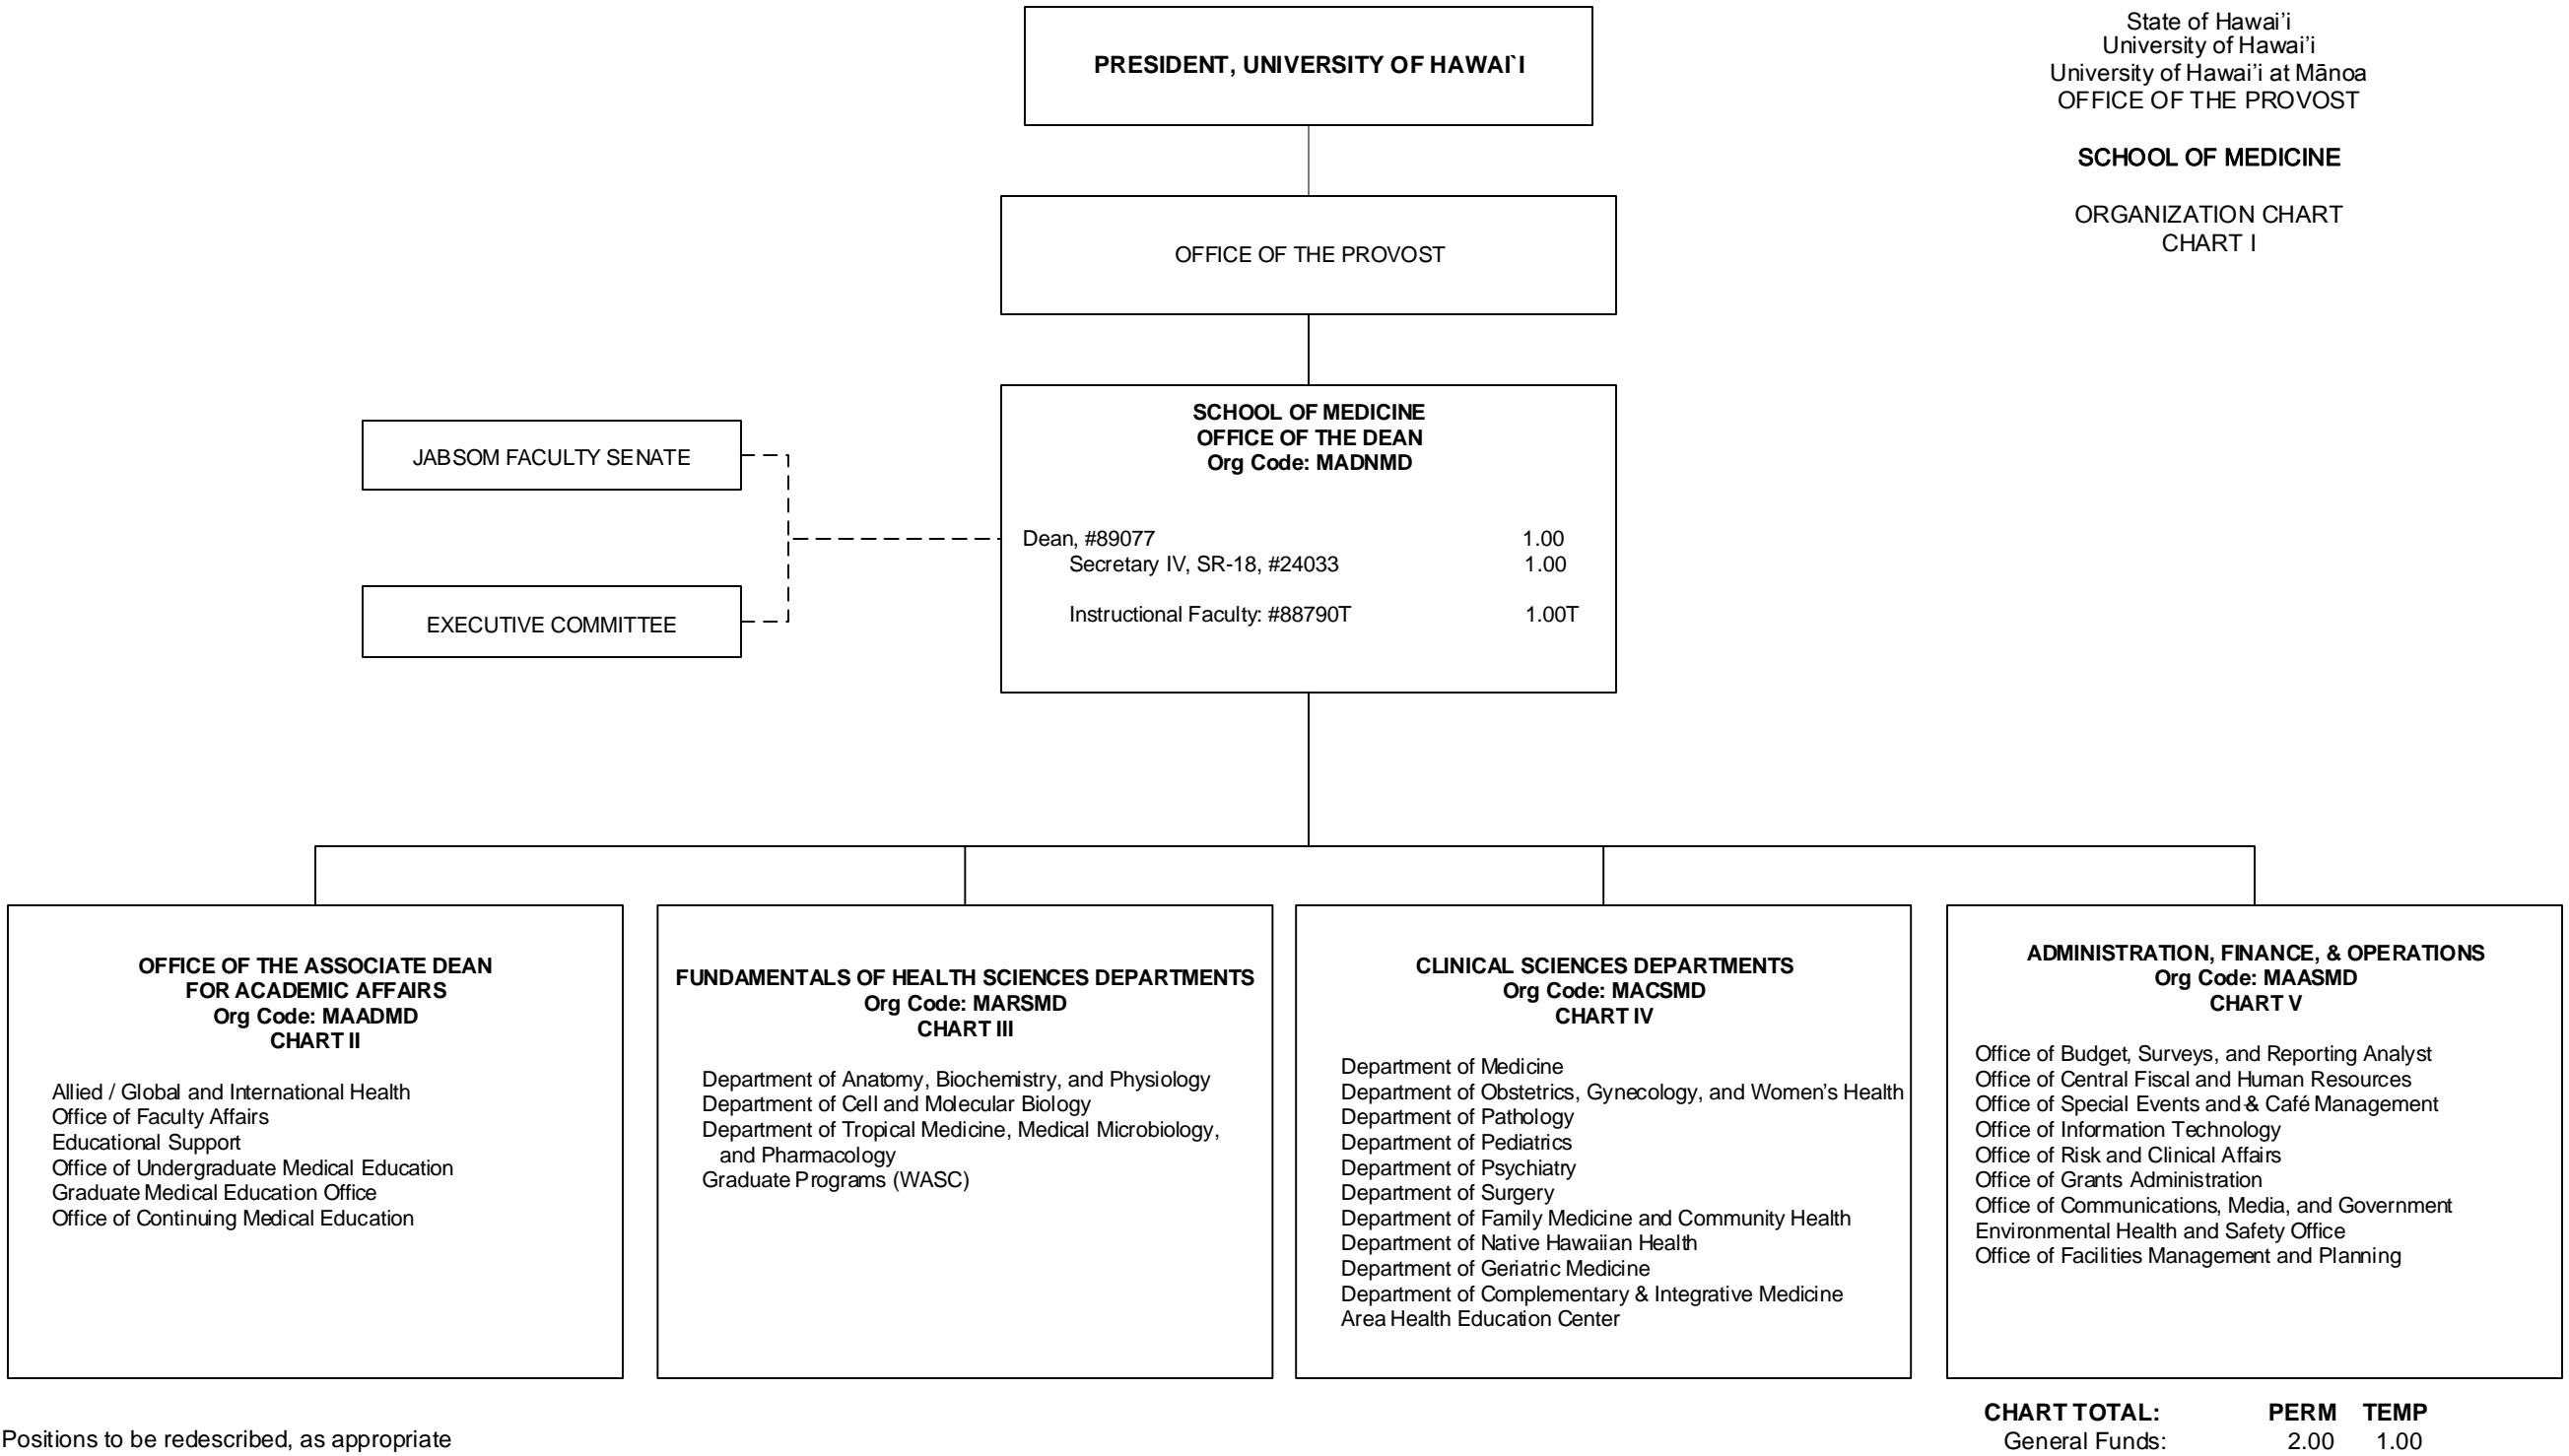 PRESIDENT, UNIVERSITY OF HAWAI`I
State of Hawai’i
University of Hawai’i
University of Hawai’i at Mānoa
OFFICE OF THE PROVOST
SCHOOL OF MEDICINE
ORGANIZATION CHART
CHART I
OFFICE OF THE PROVOST
SCHOOL OF MEDICINE
OFFICE OF THE DEAN
Org Code: MADNMD
Dean, #89077 1.00
Secretary IV, SR-18, #24033 1.00
Instructional Faculty: #88790T 1.00T
JABSOM FACULTY SENATE
EXECUTIVE COMMITTEE
OFFICE OF THE ASSOCIATE DEAN
FOR ACADEMIC AFFAIRS
Org Code: MAADMD
CHART II
Allied / Global and International Health
Office of Faculty Affairs
Educational Support
Office of Undergraduate Medical Education
Graduate Medical Education Office
Office of Continuing Medical Education
FUNDAMENTALS OF HEALTH SCIENCES DEPARTMENTS
Org Code: MARSMD
CHART III
Department of Anatomy, Biochemistry, and Physiology
Department of Cell and Molecular Biology
Department of Tropical Medicine, Medical Microbiology,
and Pharmacology
Graduate Programs (WASC)
CLINICAL SCIENCES DEPARTMENTS
Org Code: MACSMD
CHART IV
Department of Medicine
Department of Obstetrics, Gynecology, and Women’s Health
Department of Pathology
Department of Pediatrics
Department of Psychiatry
Department of Surgery
Department of Family Medicine and Community Health
Department of Native Hawaiian Health
Department of Geriatric Medicine
Department of Complementary & Integrative Medicine
Area Health Education Center
ADMINISTRATION, FINANCE, & OPERATIONS
Org Code: MAASMD
CHART V
Office of Budget, Surveys, and Reporting Analyst
Office of Central Fiscal and Human Resources
Office of Special Events and & Café Management
Office of Information Technology
Office of Risk and Clinical Affairs
Office of Grants Administration
Office of Communications, Media, and Government
Environmental Health and Safety Office
Office of Facilities Management and Planning
Positions to be redescribed, as appropriate
CHART TOTAL: PERM TEMP
General Funds: 2.00 1.00